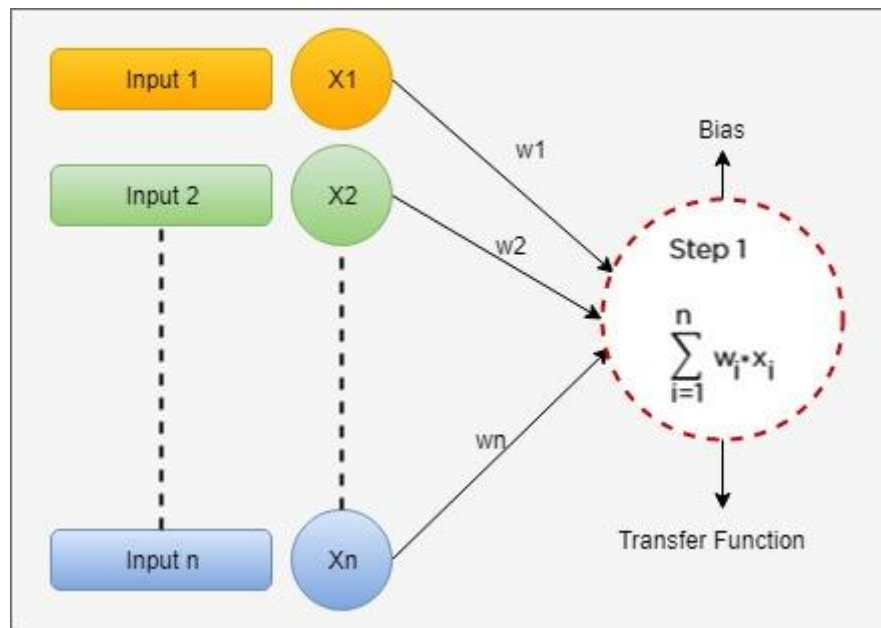 Input 1
X1
w1
Bias
Input 2
X2
w2
Step 1
n
∑ wi*xi
i=1
wn
Input n
Xn
Transfer Function